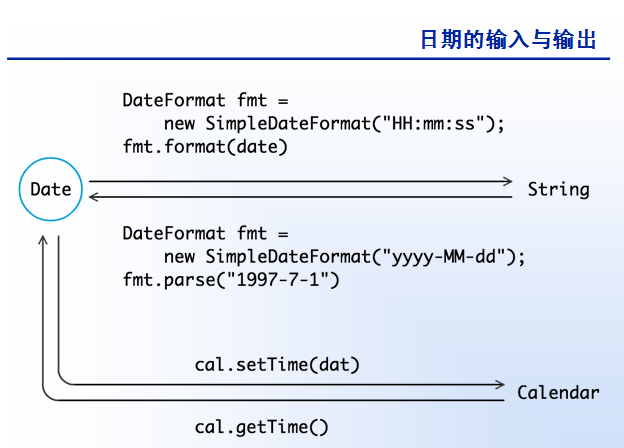 日期的输入与输出
DateFormat fmt =
new SimpleDateFormat("HH:mm:ss");
fmt.format(date)
Date
String
DateFormat fmt =
new SimpleDateFormat("yyyy-MM-dd");
fmt.parse("1997-7-1")
cal.setTime(dat)
Calendar
cal.getTime()